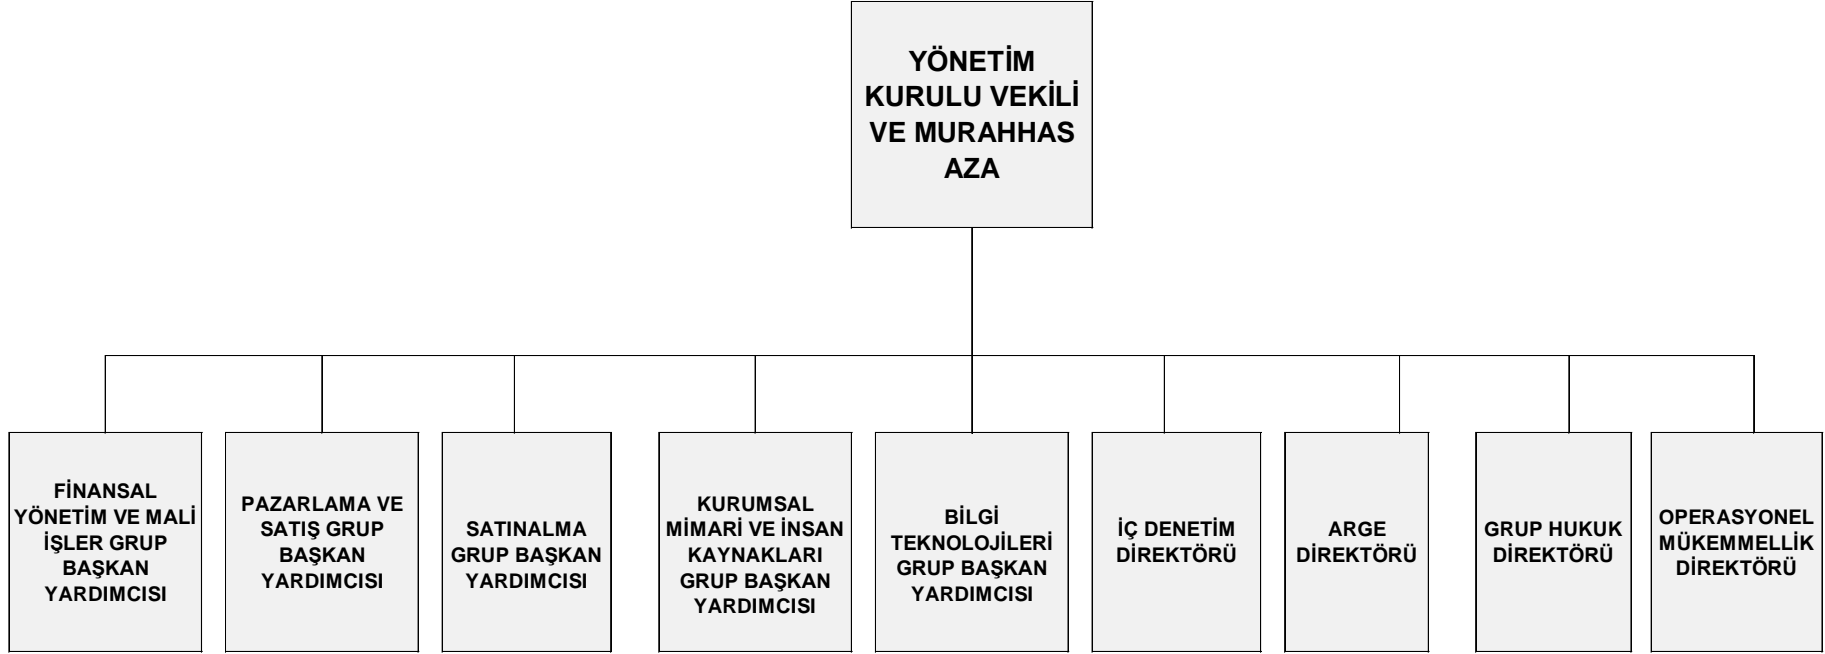 YÖNETİM
KURULU VEKİLİ
VE MURAHHAS
AZA
FİNANSAL
YÖNETİM VE MALİ
İŞLER GRUP
BAŞKAN
YARDIMCISI
PAZARLAMA VE
SATIŞ GRUP
BAŞKAN
YARDIMCISI
SATINALMA
GRUP BAŞKAN
YARDIMCISI
KURUMSAL
MİMARİ VE İNSAN
KAYNAKLARI
GRUP BAŞKAN
YARDIMCISI
BİLGİ
TEKNOLOJİLERİ
GRUP BAŞKAN
YARDIMCISI
İÇ DENETİM
DİREKTÖRÜ
ARGE
DİREKTÖRÜ
GRUP HUKUK
DİREKTÖRÜ
OPERASYONEL
MÜKEMMELLİK
DİREKTÖRÜ